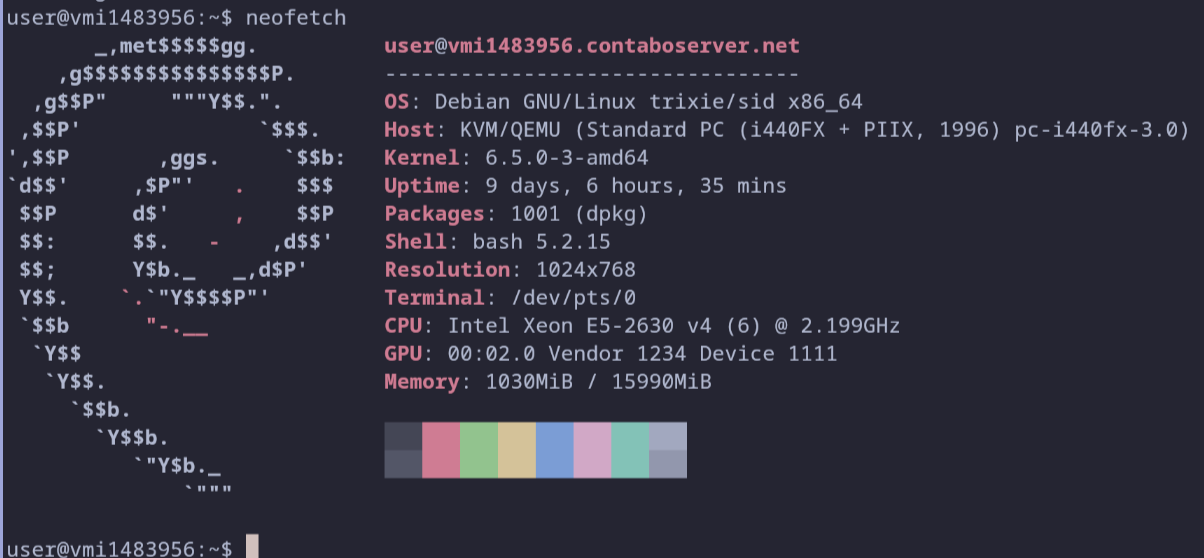 user@vmi1483956:~$ neofetch
       _,met$$$$$gg.          user@vmi1483956.contaboserver.net
    ,g$$$$$$$$$$$$$$$P.       ---------------------------------
  ,g$$P"     """Y$$.".        OS: Debian GNU/Linux trixie/sid x86_64
 ,$$P'              `$$$.     Host: KVM/QEMU (Standard PC (i440FX + PIIX, 1996) pc-i440fx-3.0)
',$$P       ,ggs.     `$$b:   Kernel: 6.5.0-3-amd64
`d$$'     ,$P"'   .    $$$    Uptime: 9 days, 6 hours, 35 mins
 $$P      d$'     ,    $$P    Packages: 1001 (dpkg)
 $$:      $$.   -    ,d$$'    Shell: bash 5.2.15
 $$;      Y$b._   _,d$P'      Resolution: 1024x768
 Y$$.    `.`"Y$$$$P"'         Terminal: /dev/pts/0
 `$$b      "-.__              CPU: Intel Xeon E5-2630 v4 (6) @ 2.199GHz
  `Y$$                        GPU: 00:02.0 Vendor 1234 Device 1111
   `Y$$.                      Memory: 1030MiB / 15990MiB
     `$$b.
       `Y$$b.
          `"Y$b._
              `"""
user@vmi1483956:~$